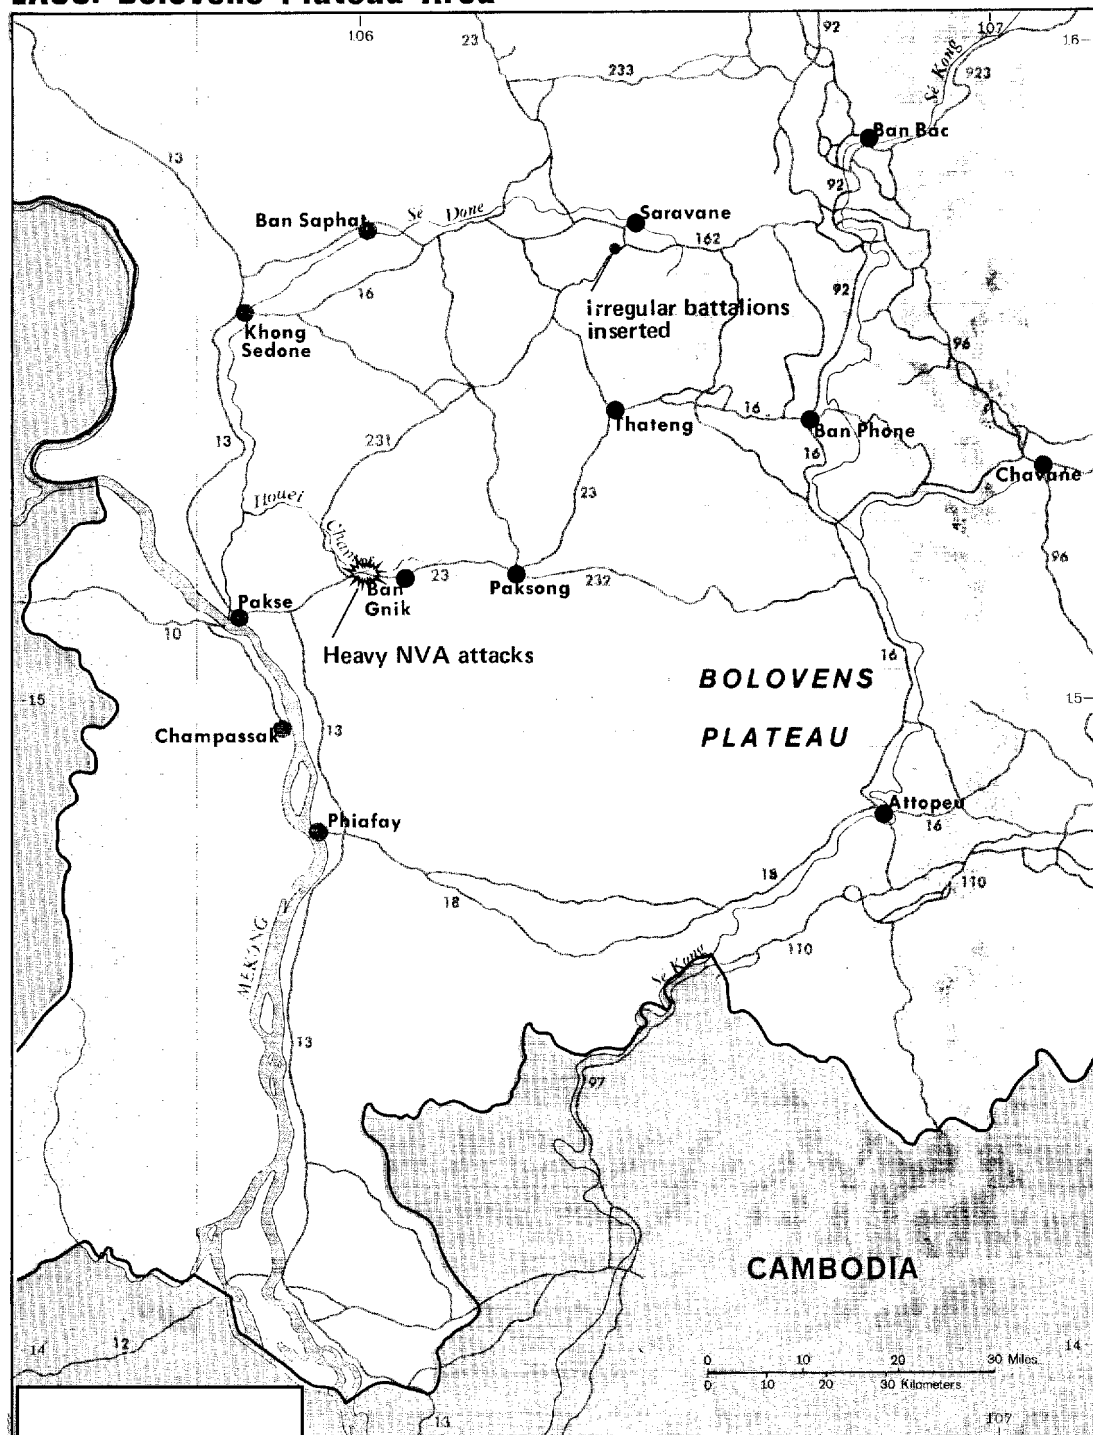 LAOS: Bolovens Plateau Area
106
23
92
107
16
233
Se Kong
923
Ban Bac
13
92
Ban Saphat
Se Done
Saravane
162
16
92
irregular battalions
inserted
Khong
Sedone
96
16
Thateng
Ban Phone
13
231
16
Chavane
23
Houei
Champi
96
23
Ban
Gnik
Paksong
232
Pakse
10
Heavy NVA attacks
16
BOLOVENS
15
15
PLATEAU
Champassak
13
Attopeu
Phiafay
16
18
18
110
MEKONG
110
Se Kong
13
97
CAMBODIA
12
14
14
0 10 20 30 Miles
0 10 20 30 Kilometers
13
107